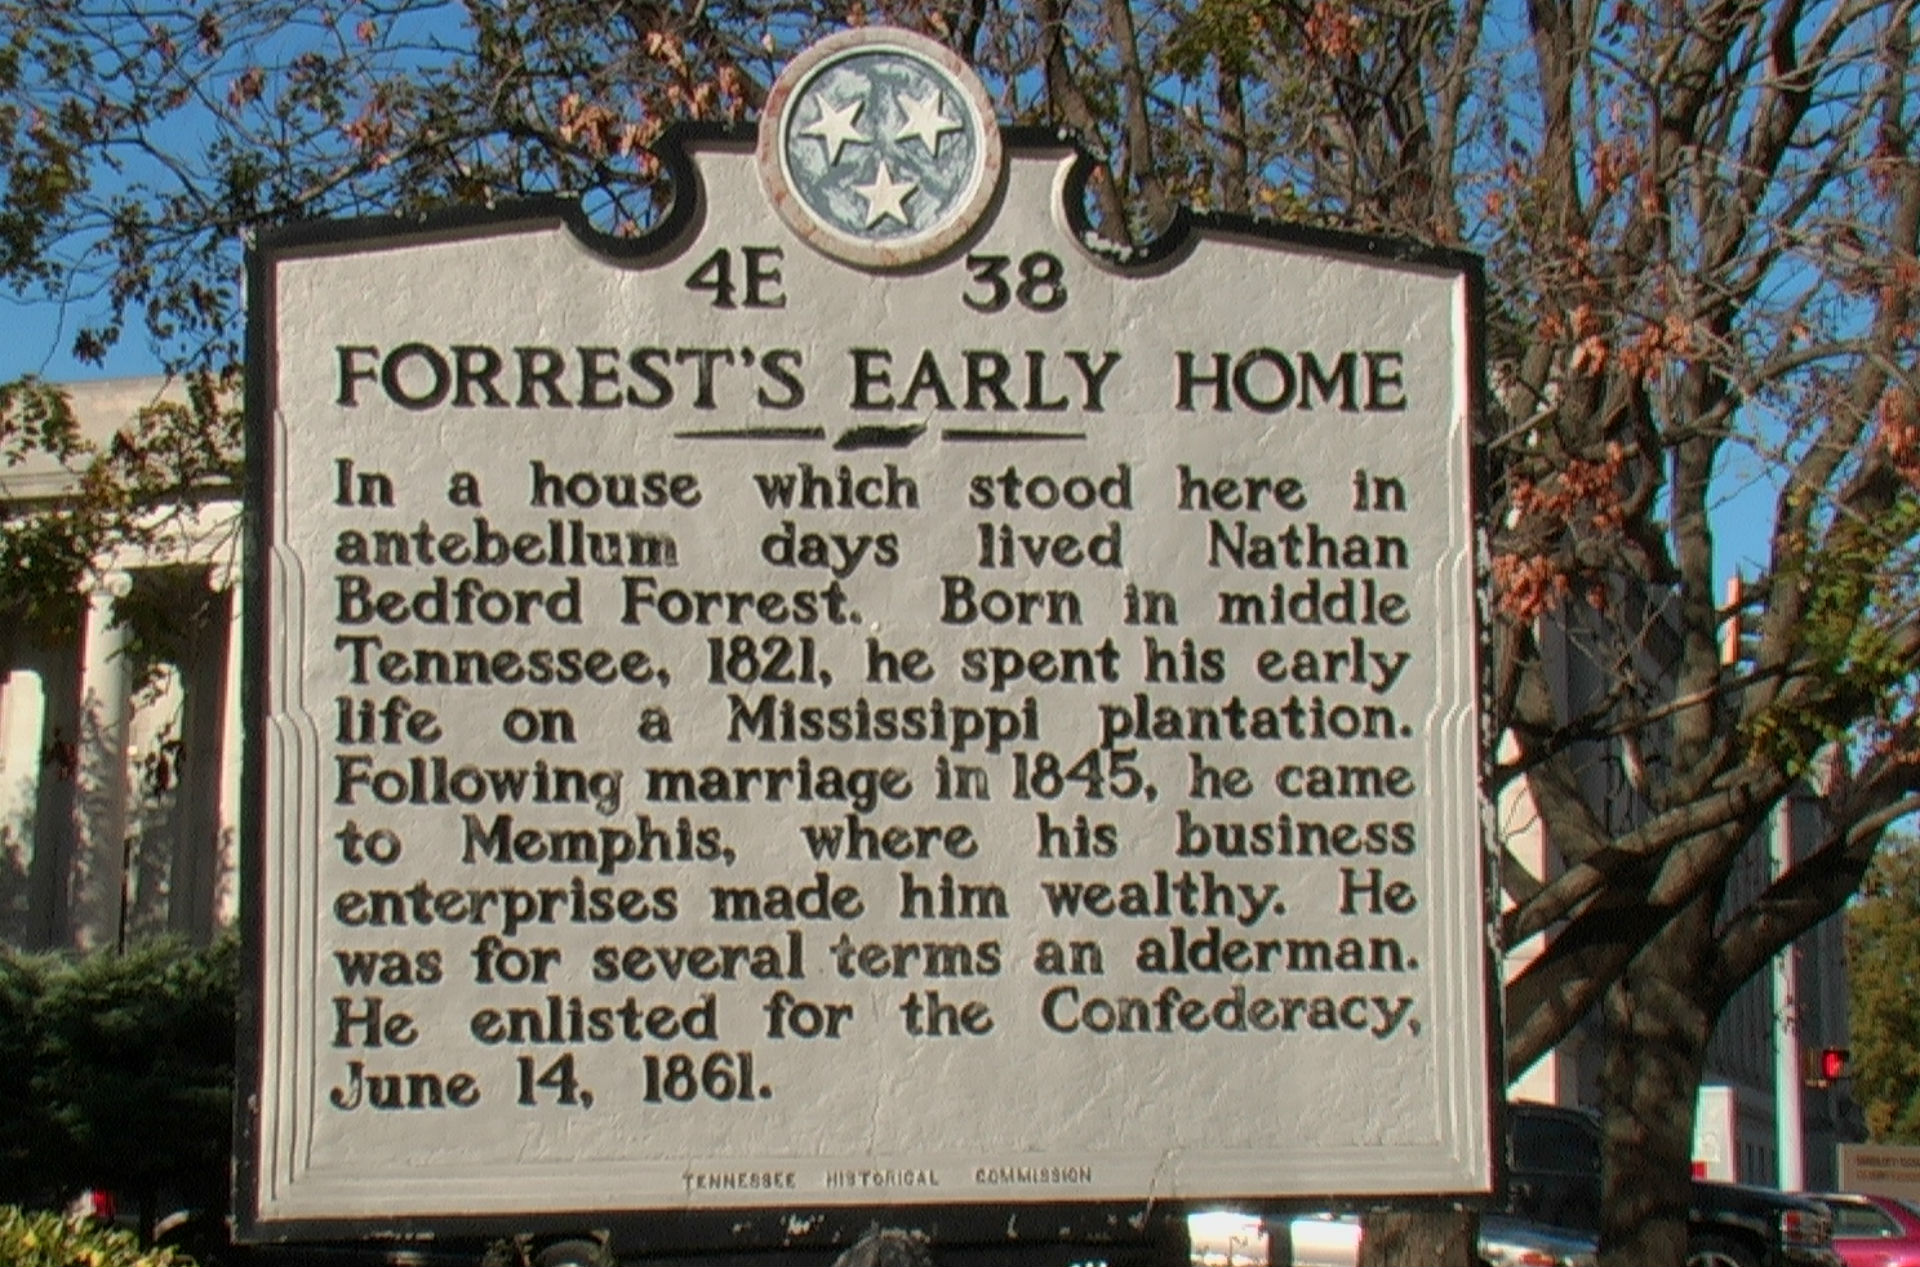 4E 38
FORREST'S EARLY HOME
In a house which stood here in
antebellum days lived Nathan
Bedford Forrest. Born in middle
Tennessee, 1821, he spent his early
life on a Mississippi plantation.
Following marriage in 1845, he came
to Memphis, where his business
enterprises made him wealthy. He
was for several terms an alderman.
He enlisted for the Confederacy,
June 14, 1861.
TENNESSEE HISTORICAL COMMISSION